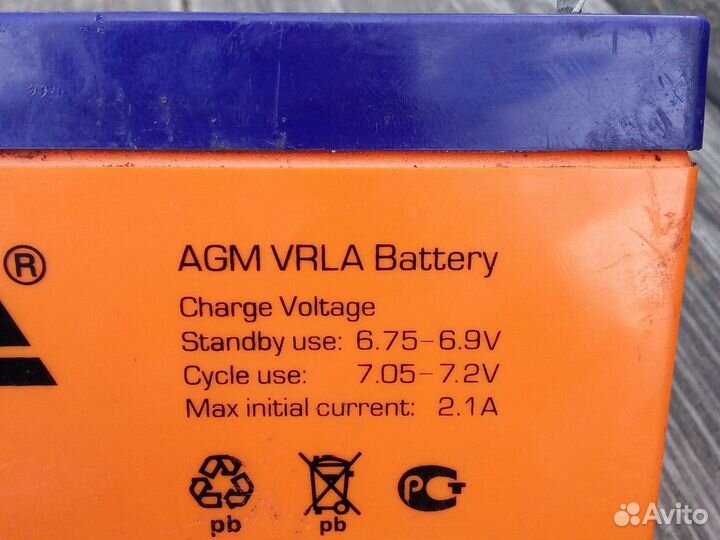 ®
AGM VRLA Battery
Charge Voltage
Standby use: 6.75-6.9V
Cycle use: 7.05-7.2V
Max initial current: 2.1A
pb pb
Avito